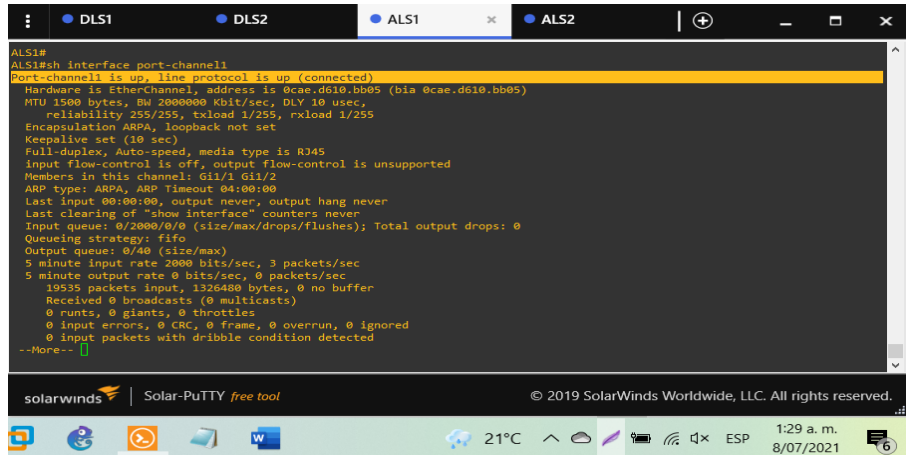 DLS1 DLS2 ALS1 × ALS2
ALS1#
ALS1#sh interface port-channel1
Port-channel1 is up, line protocol is up (connected)
Hardware is EtherChannel, address is 0cae.d610.bb05 (bia 0cae.d610.bb05)
MTU 1500 bytes, BW 2000000 Kbit/sec, DLY 10 usec,
reliability 255/255, txload 1/255, rxload 1/255
Encapsulation ARPA, loopback not set
Keepalive set (10 sec)
Full-duplex, Auto-speed, media type is RJ45
input flow-control is off, output flow-control is unsupported
Members in this channel: Gi1/1 Gi1/2
ARP type: ARPA, ARP Timeout 04:00:00
Last input 00:00:00, output never, output hang never
Last clearing of "show interface" counters never
Input queue: 0/2000/0/0 (size/max/drops/flushes); Total output drops: 0
Queueing strategy: fifo
Output queue: 0/40 (size/max)
5 minute input rate 2000 bits/sec, 3 packets/sec
5 minute output rate 0 bits/sec, 0 packets/sec
19535 packets input, 1326480 bytes, 0 no buffer
Received 0 broadcasts (0 multicasts)
0 runts, 0 giants, 0 throttles
0 input errors, 0 CRC, 0 frame, 0 overrun, 0 ignored
0 input packets with dribble condition detected
--More--
solarwinds | Solar-PuTTY free tool © 2019 SolarWinds Worldwide, LLC. All rights reserved.
W 21°C ESP 1:29 a. m.
8/07/2021 6